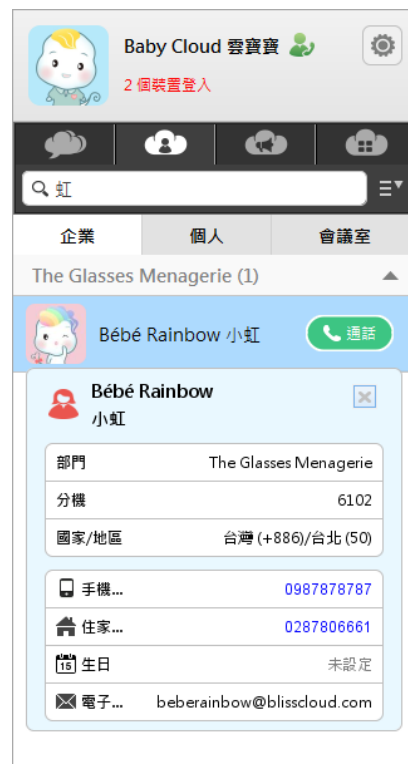 Baby Cloud 雲寶寶
2 個裝置登入
虹
企業 個人 會議室
The Glasses Menagerie (1)
Bébé Rainbow 小虹 通話
Bébé Rainbow
小虹
部門 The Glasses Menagerie
分機 6102
國家/地區 台灣 (+886)/台北 (50)
手機... 0987878787
住家... 0287806661
15 生日 未設定
電子... beberainbow@blisscloud.com